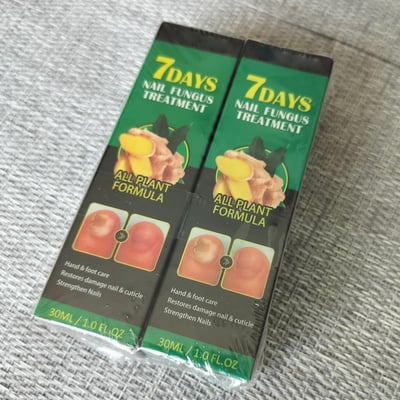 7DAYS
NAIL FUNGUS
TREATMENT
ALL PLANT
FORMULA
Hand & foot care
Restores damage nail & cuticle
Strengthen Nails
30ML / 1.0 FL.OZ
7DAYS
NAIL FUNGUS
TREATMENT
ALL PLANT
FORMULA
Hand & foot care
Restores damage nail & cuticle
Strengthen Nails
30ML / 1.0 FL.OZ